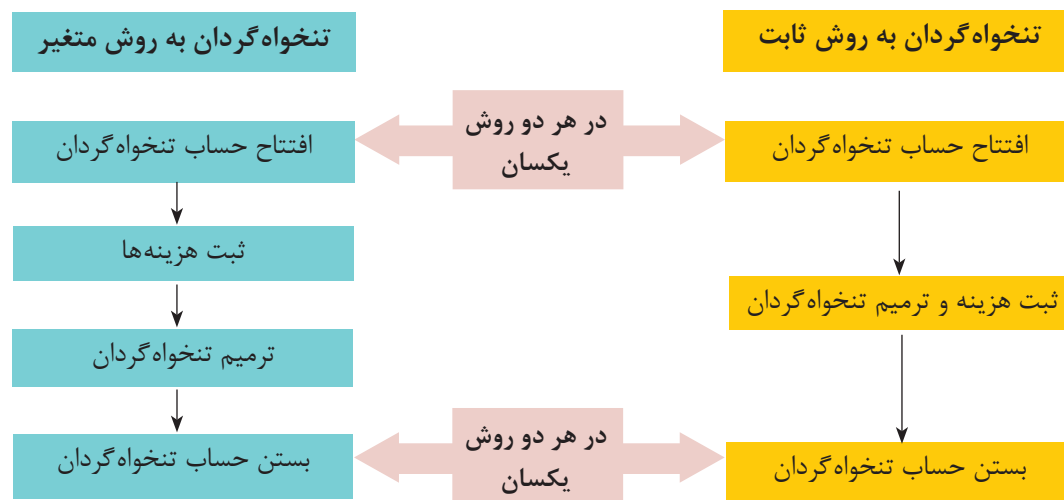 تنخواه‌گردان به روش ثابت
تنخواه‌گردان به روش متغیر
افتتاح حساب تنخواه‌گردان
در هر دو روش
یکسان
افتتاح حساب تنخواه‌گردان
ثبت هزینه‌ها
ثبت هزینه و ترمیم تنخواه‌گردان
ترمیم تنخواه‌گردان
بستن حساب تنخواه‌گردان
در هر دو روش
یکسان
بستن حساب تنخواه‌گردان